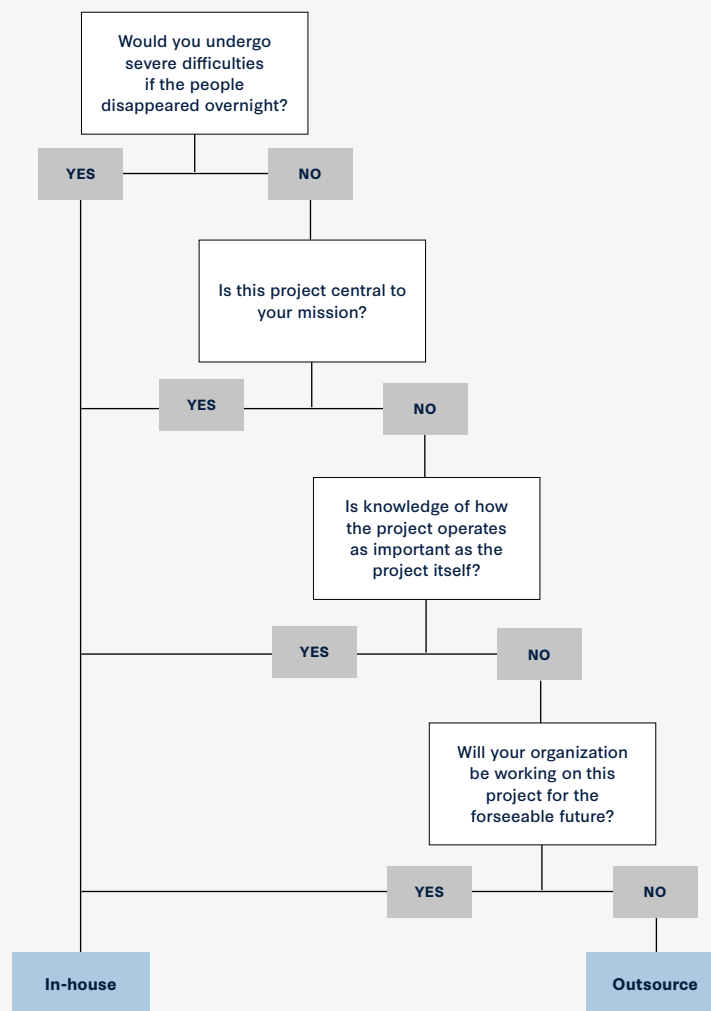 Would you undergo
severe difficulties
if the people
disappeared overnight?
YES
NO
Is this project central to
your mission?
YES
NO
Is knowledge of how
the project operates
as important as the
project itself?
YES
NO
Will your organization
be working on this
project for the
forseeable future?
YES
NO
In-house
Outsource